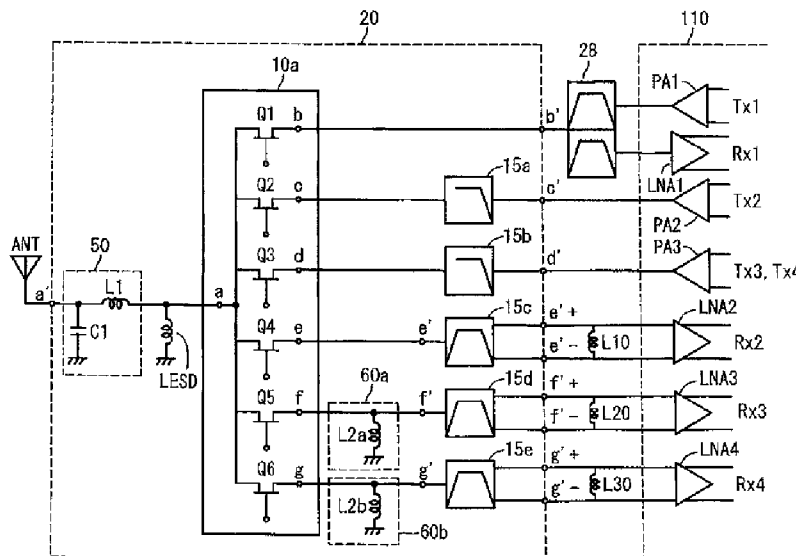 20
110
10a
28
PA1
Q1
b
b'
Tx1
Rx1
LNA1
Q2
c
15a
c'
Tx2
PA2
PA3
ANT
50
Q3
d
15b
d'
Tx3, Tx4
L1
a'
a
C1
LESD
Q4
e
e'
15c
e' +
e' -
L10
LNA2
Rx2
60a
Q5
f
f'
15d
f' +
f' -
L20
LNA3
Rx3
L2a
Q6
g
g'
15e
g' +
g' -
L30
LNA4
Rx4
L2b
60b